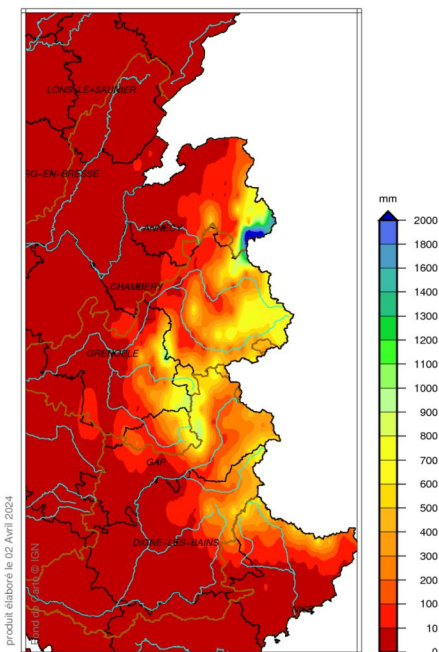 LONS-LE-SAUNIER
RG-EN-BRESSE
ANNECY
CHAMBERY
GRENOBLE
GAP
DIGNE-LES-BAINS
mm
2000
1800
1600
1400
1300
1200
1100
1000
900
800
700
600
500
400
300
200
100
10
0
produit élaboré le 02 Avril 2024
Fond de Carte © IGN